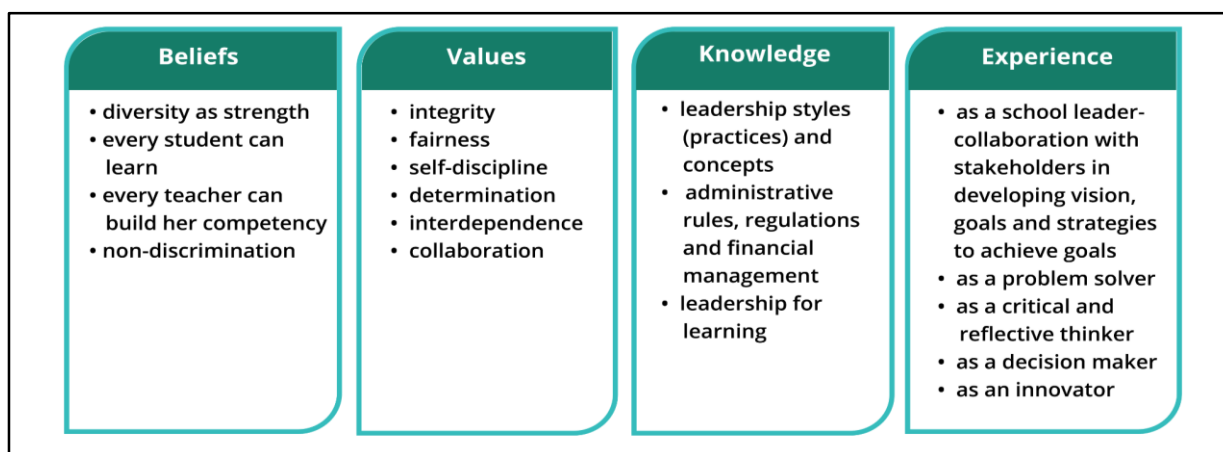 Beliefs
• diversity as strength
• every student can
learn
• every teacher can
build her competency
• non-discrimination
Values
• integrity
• fairness
• self-discipline
• determination
• interdependence
• collaboration
Knowledge
• leadership styles
(practices) and
concepts
• administrative
rules, regulations
and financial
management
• leadership for
learning
Experience
• as a school leader-
collaboration with
stakeholders in
developing vision,
goals and strategies
to achieve goals
• as a problem solver
• as a critical and
reflective thinker
• as a decision maker
• as an innovator